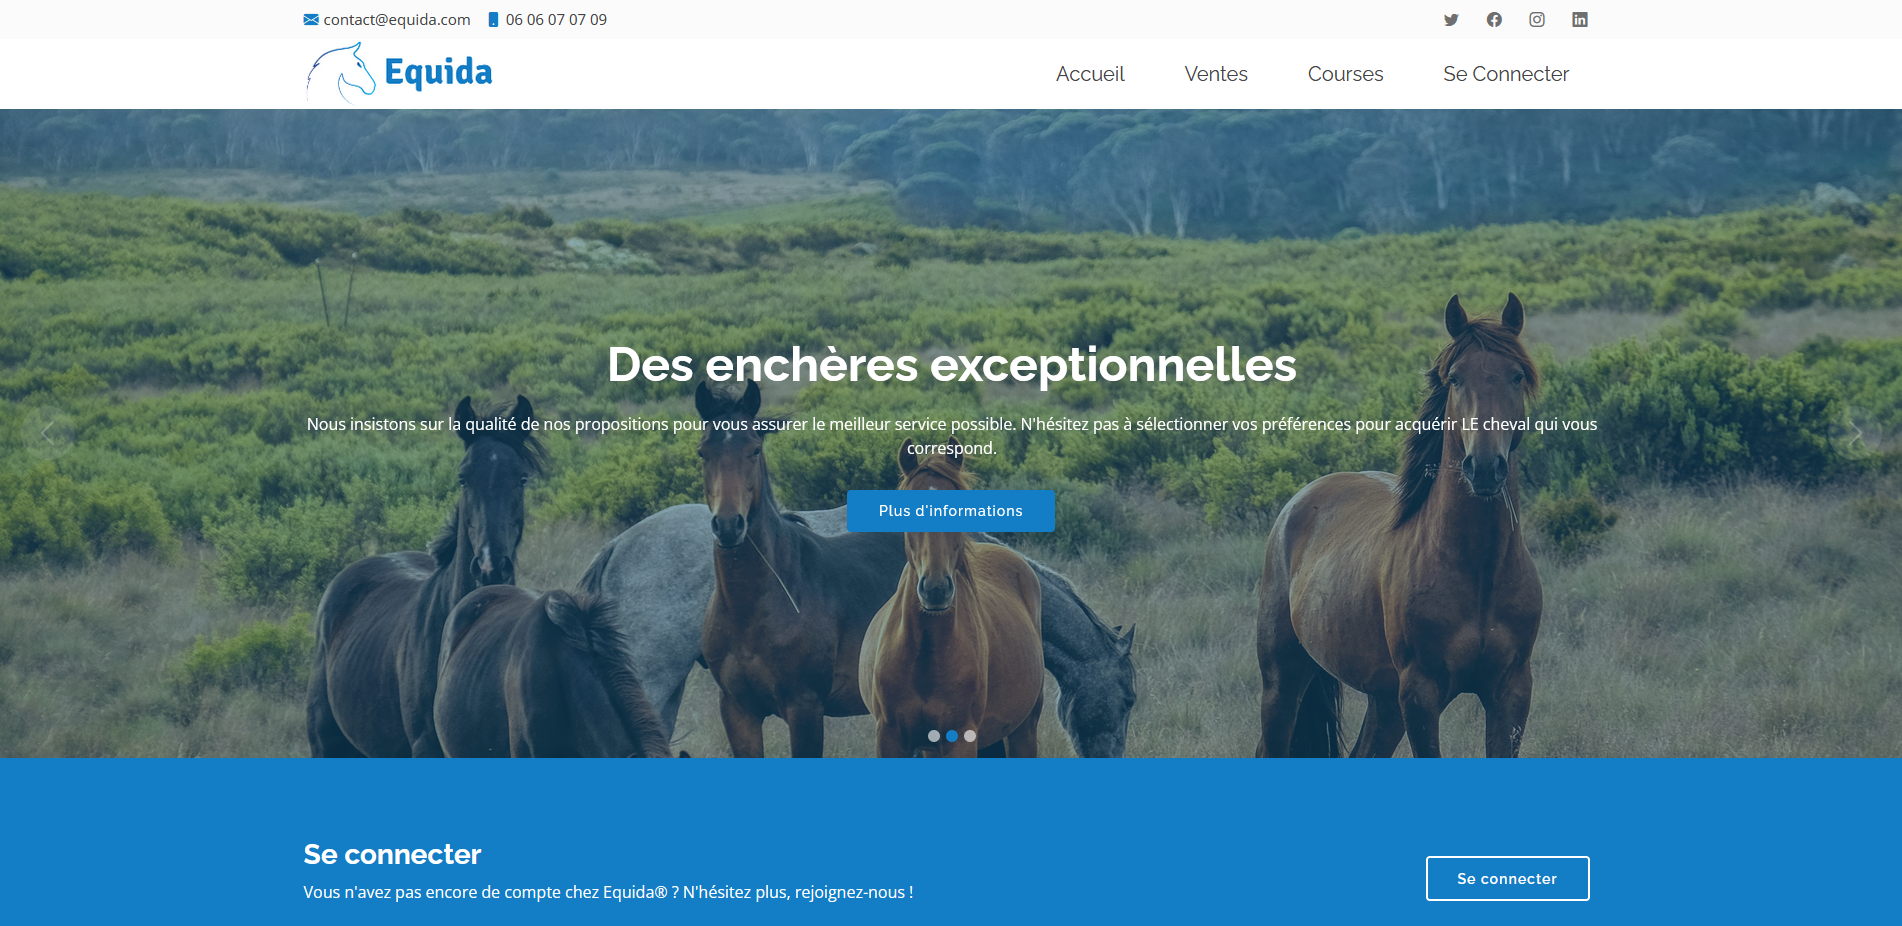 contact@equida.com 06 06 07 07 09
Equida
Accueil Ventes Courses Se Connecter
Des enchères exceptionnelles
Nous insistons sur la qualité de nos propositions pour vous assurer le meilleur service possible. N'hésitez pas à sélectionner vos préférences pour acquérir LE cheval qui vous
correspond.
Plus d'informations
Se connecter
Vous n'avez pas encore de compte chez Equida® ? N'hésitez plus, rejoignez-nous !
Se connecter